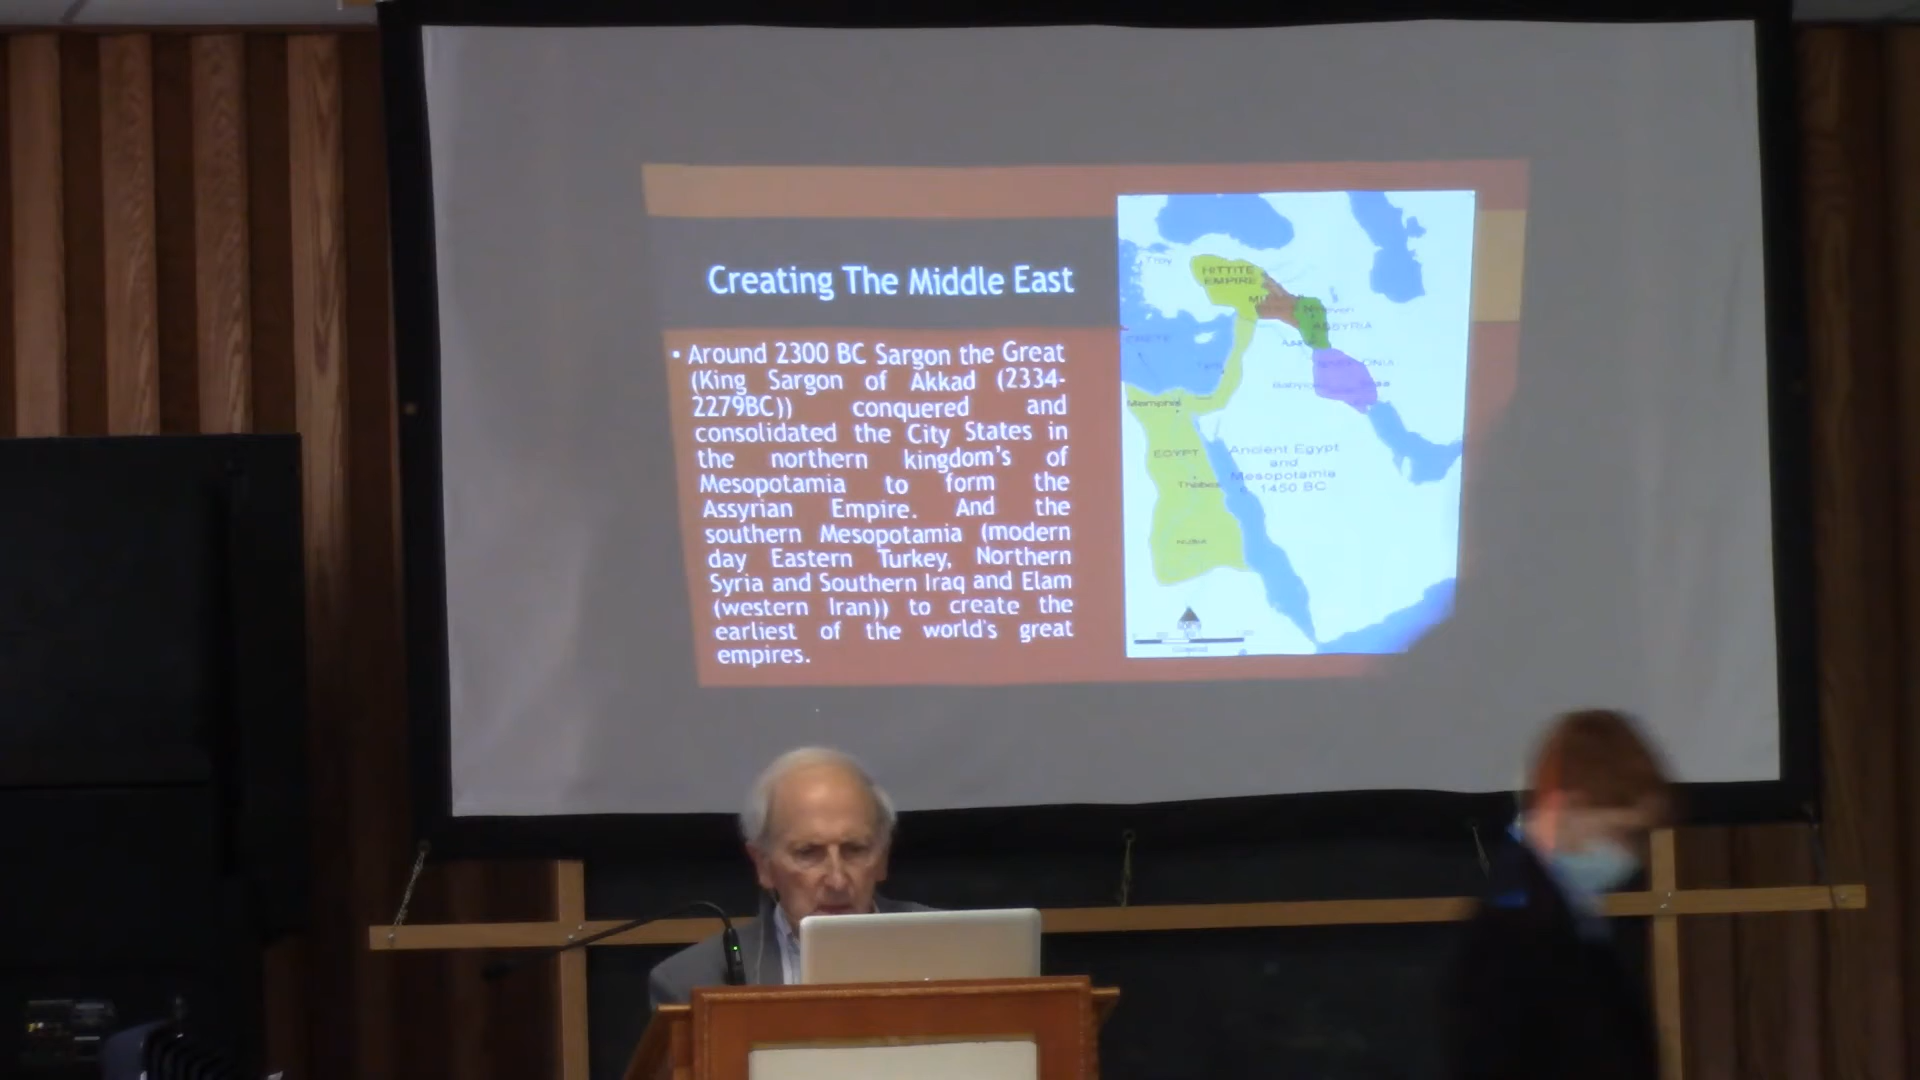 Creating The Middle East
• Around 2300 BC Sargon the Great
(King Sargon of Akkad (2334-
2279BC)) conquered and
consolidated the City States in
the northern kingdom's of
Mesopotamia to form the
Assyrian Empire. And the
southern Mesopotamia (modern
day Eastern Turkey, Northern
Syria and Southern Iraq and Elam
(western Iran)) to create the
earliest of the world's great
empires.
HITTITE
EMPIRE
ASSYRIA
CRETE
Memphis
EGYPT
Thebes
Ancient Egypt
and
Mesopotamia
1450 BC